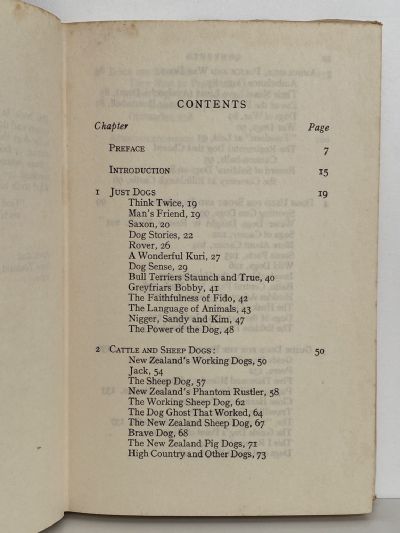 CONTENTS
Chapter Page
PREFACE 7
INTRODUCTION 15
1 JUST DOGS 19
Think Twice, 19
Man's Friend, 19
Saxon, 20
Dog Stories, 22
Rover, 26
A Wonderful Kuri, 27
Dog Sense, 29
Bull Terriers Staunch and True, 40
Greyfriars Bobby, 41
The Faithfulness of Fido, 42
The Language of Animals, 43
Nigger, Sandy and Kim, 47
The Power of the Dog, 48
2 CATTLE AND SHEEP DOGS: 50
New Zealand's Working Dogs, 50
Jack, 54
The Sheep Dog, 57
New Zealand's Phantom Rustler, 58
The Working Sheep Dog, 62
The Dog Ghost That Worked, 64
The New Zealand Sheep Dog, 67
Brave Dog, 68
The New Zealand Pig Dogs, 71
High Country and Other Dogs, 73